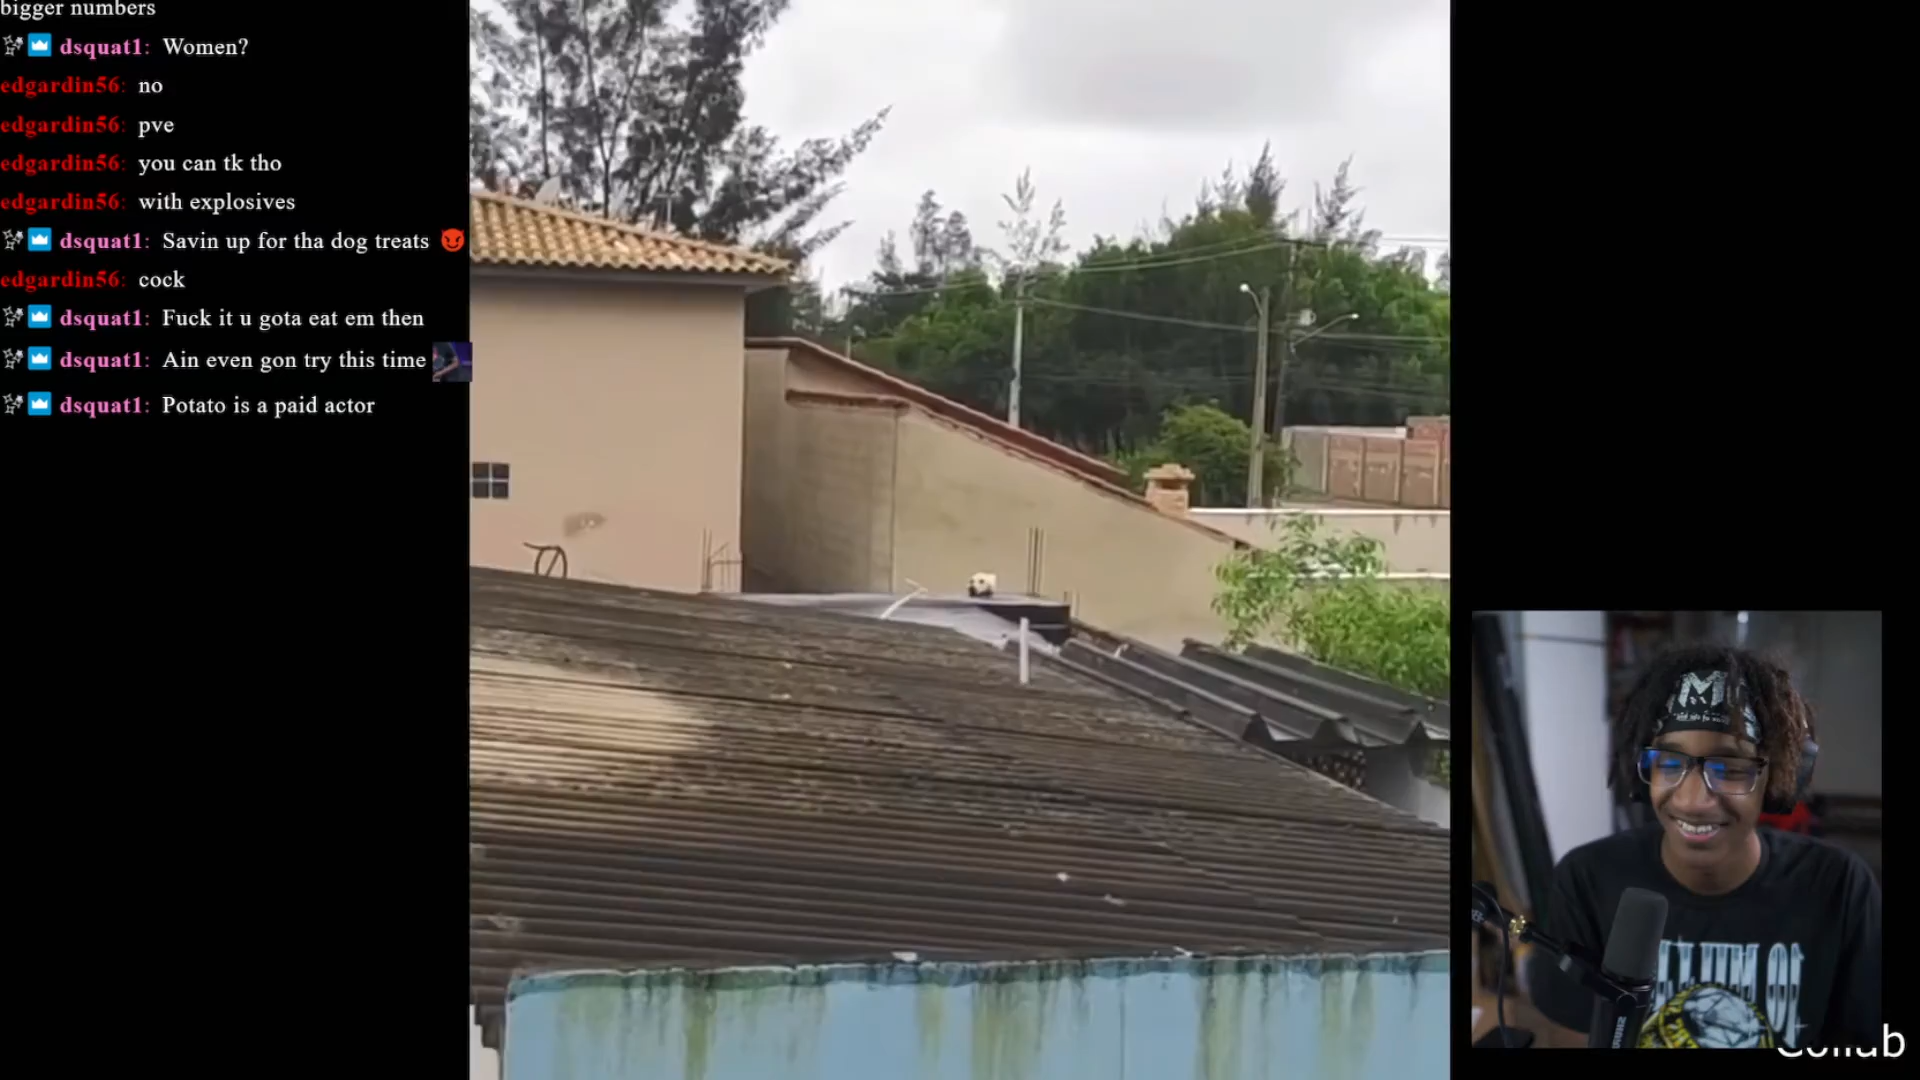 bigger numbers
dsquat1: Women?
edgardin56: no
edgardin56: pve
edgardin56: you can tk tho
edgardin56: with explosives
dsquat1: Savin up for tha dog treats 😈
edgardin56: cock
dsquat1: Fuck it u gota eat em then
dsquat1: Ain even gon try this time
dsquat1: Potato is a paid actor
M
Collab